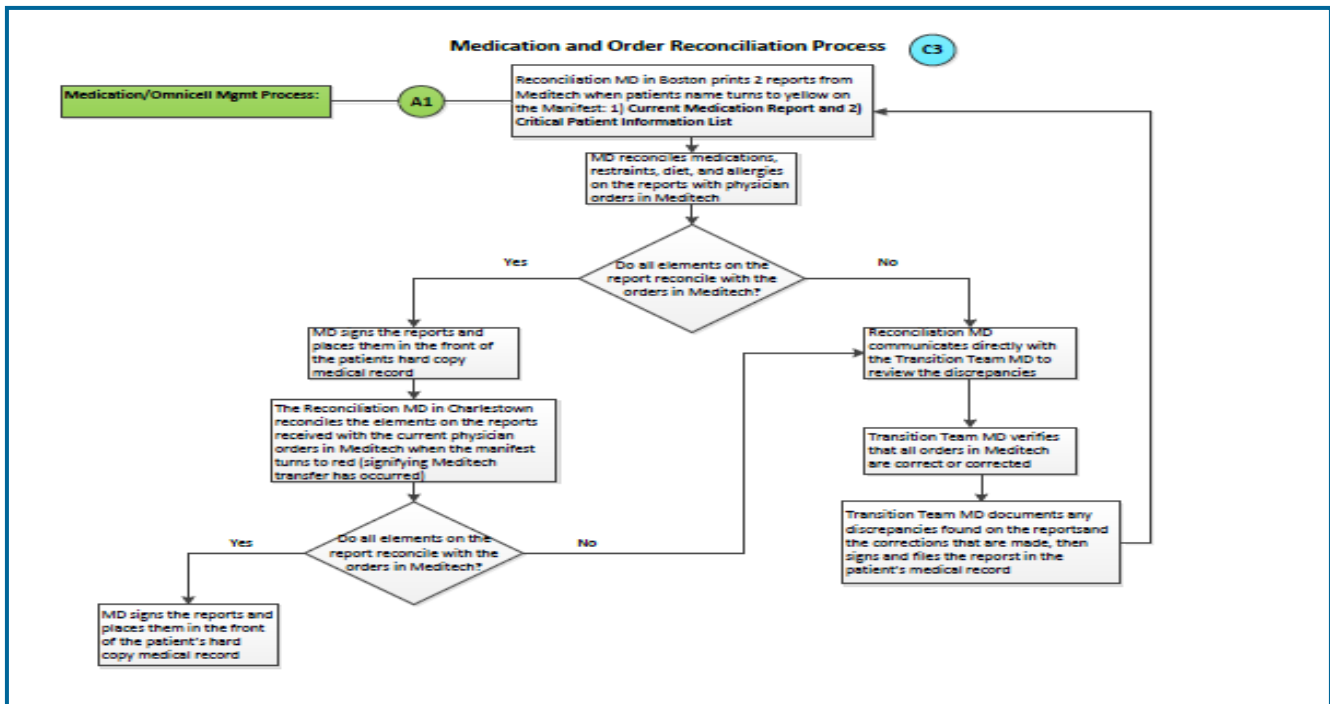 Medication and Order Reconciliation Process
C3
Medication/Omnicell Mgmt Process:
A1
Reconciliation MD in Boston prints 2 reports from
Meditech when patients name turns to yellow on
the Manifest: 1) Current Medication Report and 2)
Critical Patient Information List
MD reconciles medications,
restraints, diet, and allergies
on the reports with physician
orders in Meditech
Do all elements on the
report reconcile with the
orders in Meditech?
Yes
No
MD signs the reports and
places them in the front of
the patients hard copy
medical record
Reconciliation MD
communicates directly with
the Transition Team MD to
review the discrepancies
The Reconciliation MD in Charlestown
reconciles the elements on the reports
received with the current physician
orders in Meditech when the manifest
turns to red (signifying Meditech
transfer has occurred)
Transition Team MD verifies
that all orders in Meditech
are correct or corrected
Do all elements on the
report reconcile with the
orders in Meditech?
Yes
No
Transition Team MD documents any
discrepancies found on the reportsand
the corrections that are made, then
signs and files the reporst in the
patient's medical record
MD signs the reports and
places them in the front
of the patient's hard
copy medical record